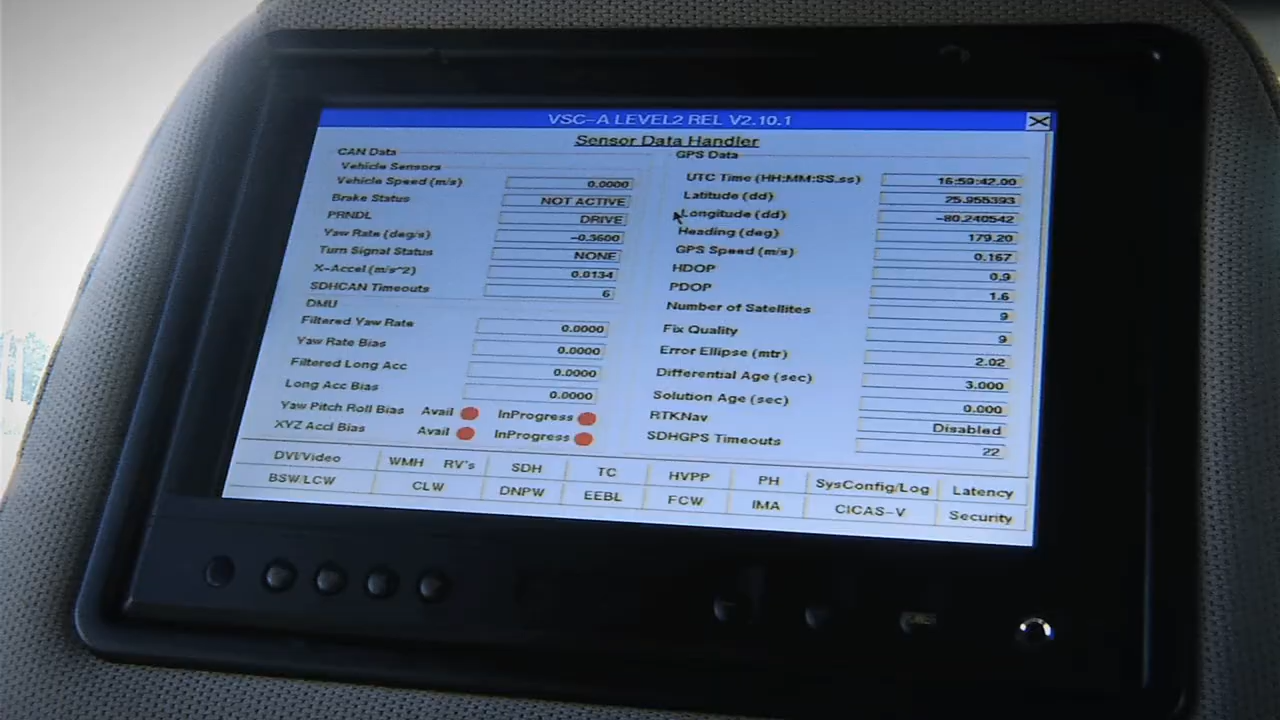 VSC-A LEVEL2 REL V2.10.1
Sensor Data Handler
CAN Data
Vehicle Sensors
Vehicle Speed (m/s) 0.0000
Brake Status NOT ACTIVE
PRNDL DRIVE
Yaw Rate (deg/s) -0.3600
Turn Signal Status NONE
X-Accel (m/s^2) 0.0134
SDHCAN Timeouts 6
DMU
Filtered Yaw Rate 0.0000
Yaw Rate Bias 0.0000
Filtered Long Acc 0.0000
Long Acc Bias 0.0000
Yaw Pitch Roll Bias Avail InProgress
XYZ Accl Bias Avail InProgress
GPS Data
UTC Time (HH:MM:SS.ss) 16:59:42.00
Latitude (dd) 25.955393
Longitude (dd) -80.240542
Heading (deg) 179.20
GPS Speed (m/s) 0.167
HDOP 0.9
PDOP 1.6
Number of Satellites 9
Fix Quality 9
Error Ellipse (mtr) 2.02
Differential Age (sec) 3.000
Solution Age (sec) 0.000
RTKNav Disabled
SDHGPS Timeouts 22
DVI/Video WMH RV's SDH TC HVPP PH SysConfig/Log Latency
BSW/LCW CLW DNPW EEBL FCW IMA CICAS-V Security